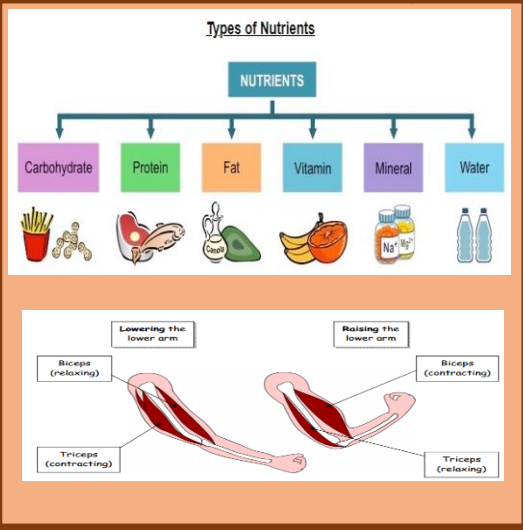 Types of Nutrients
NUTRIENTS
Carbohydrate
Protein
Fat
Vitamin
Mineral
Water
Canola
Na+
Mg2+
Lowering the
lower arm
Raising the
lower arm
Biceps
(relaxing)
Biceps
(contracting)
Triceps
(contracting)
Triceps
(relaxing)